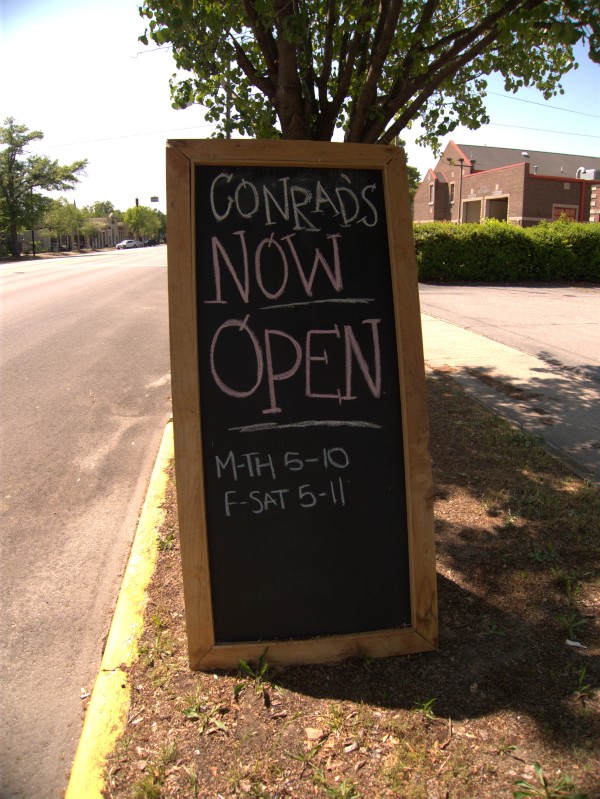 CONRAD'S
NOW
OPEN
M-TH 5-10
F-SAT 5-11